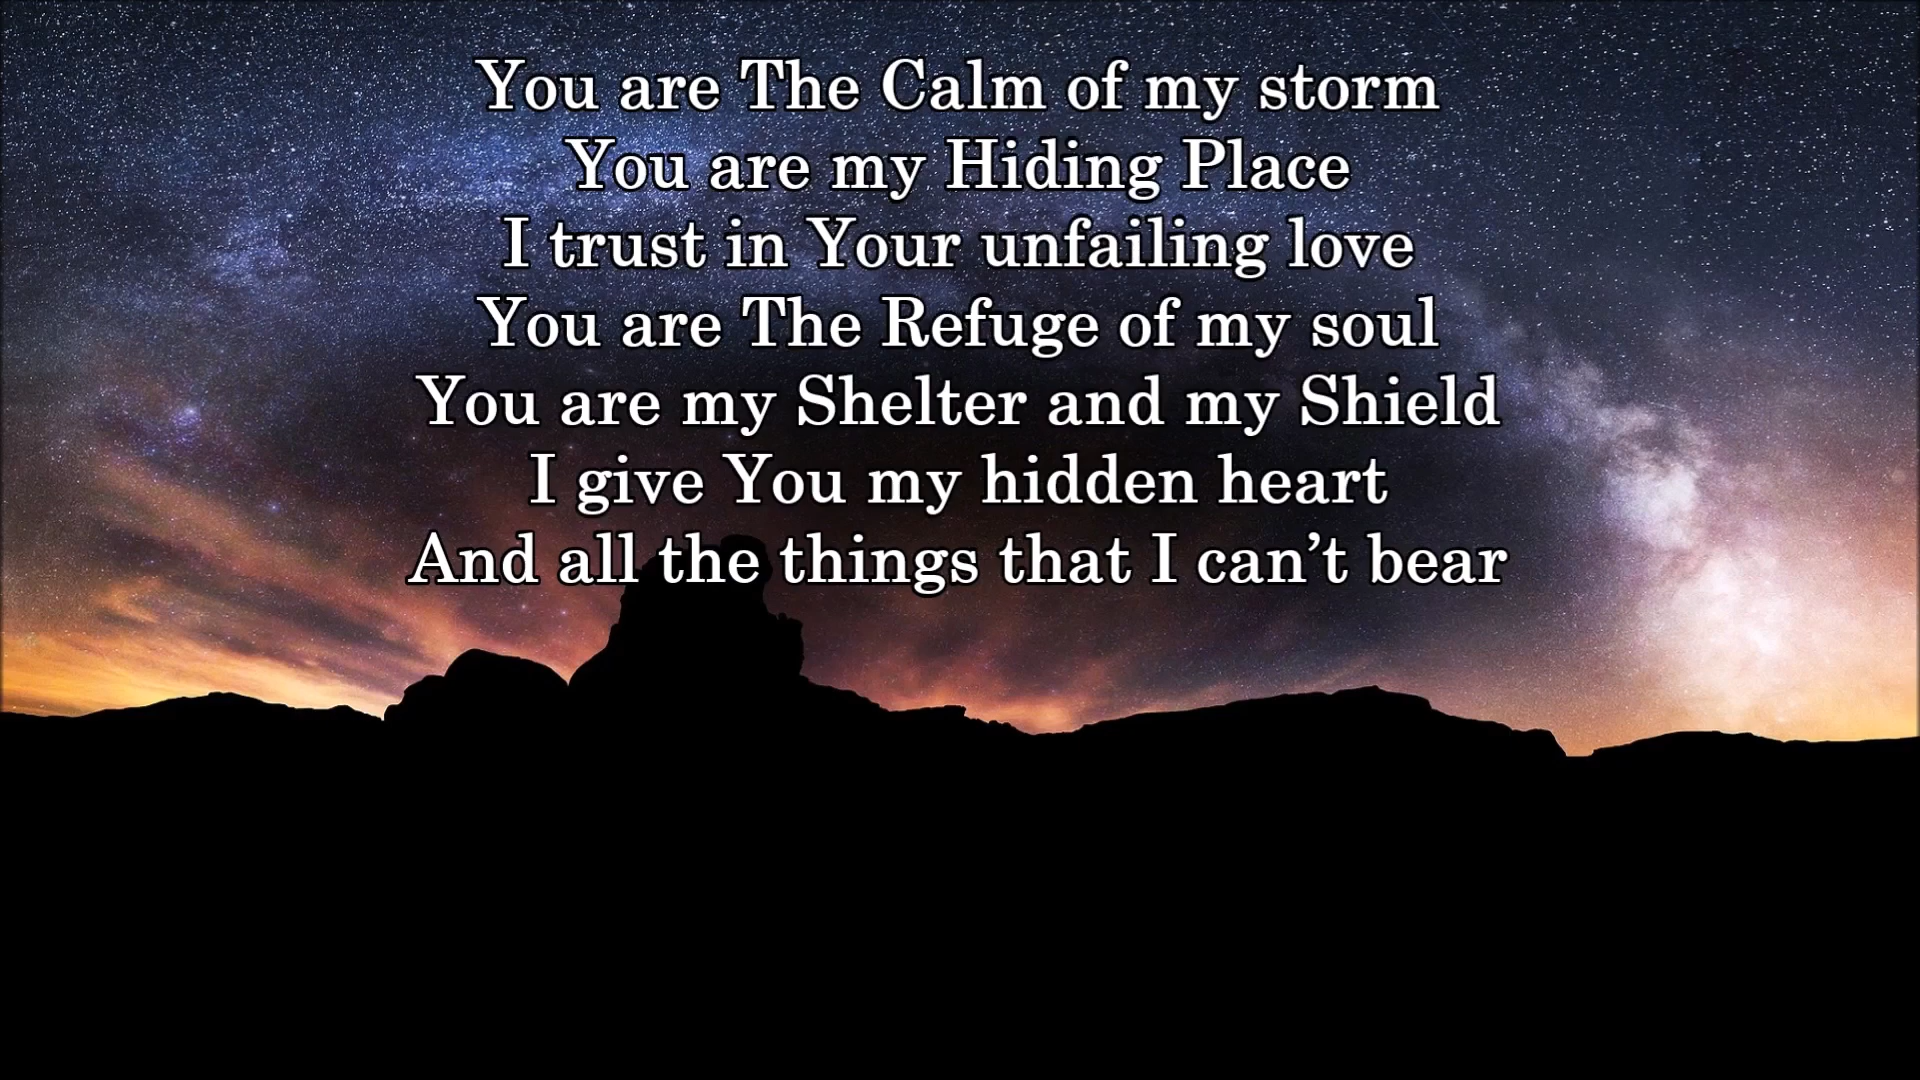 You are The Calm of my storm
You are my Hiding Place
I trust in Your unfailing love
You are The Refuge of my soul
You are my Shelter and my Shield
I give You my hidden heart
And all the things that I can’t bear